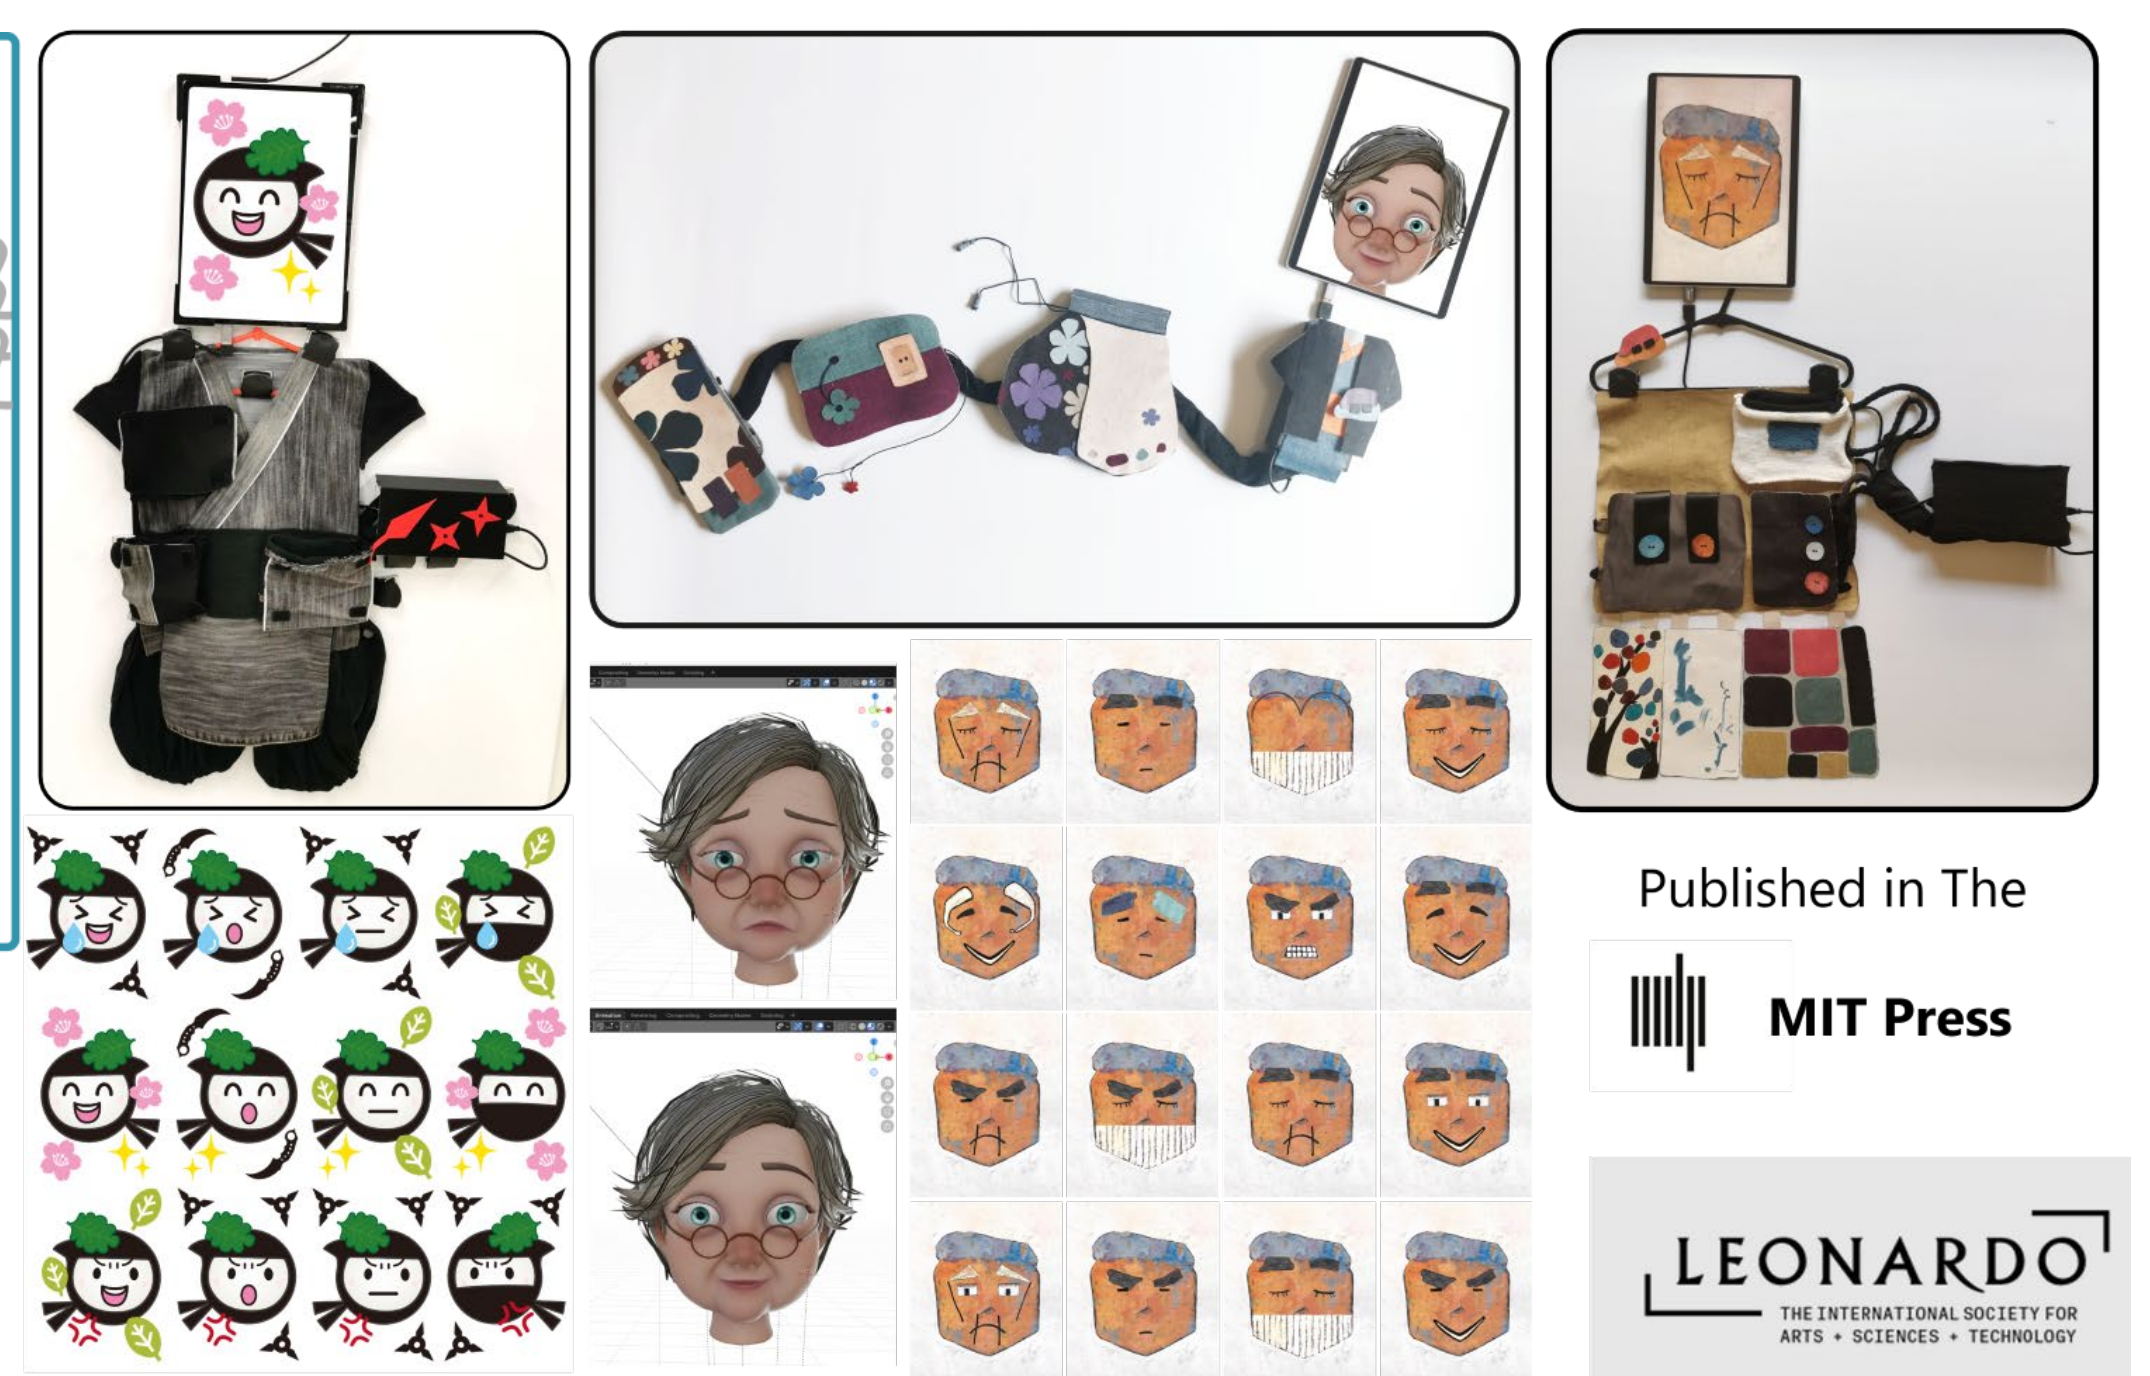 Published in The
MIT Press
LEONARDO
THE INTERNATIONAL SOCIETY FOR
ARTS + SCIENCES + TECHNOLOGY